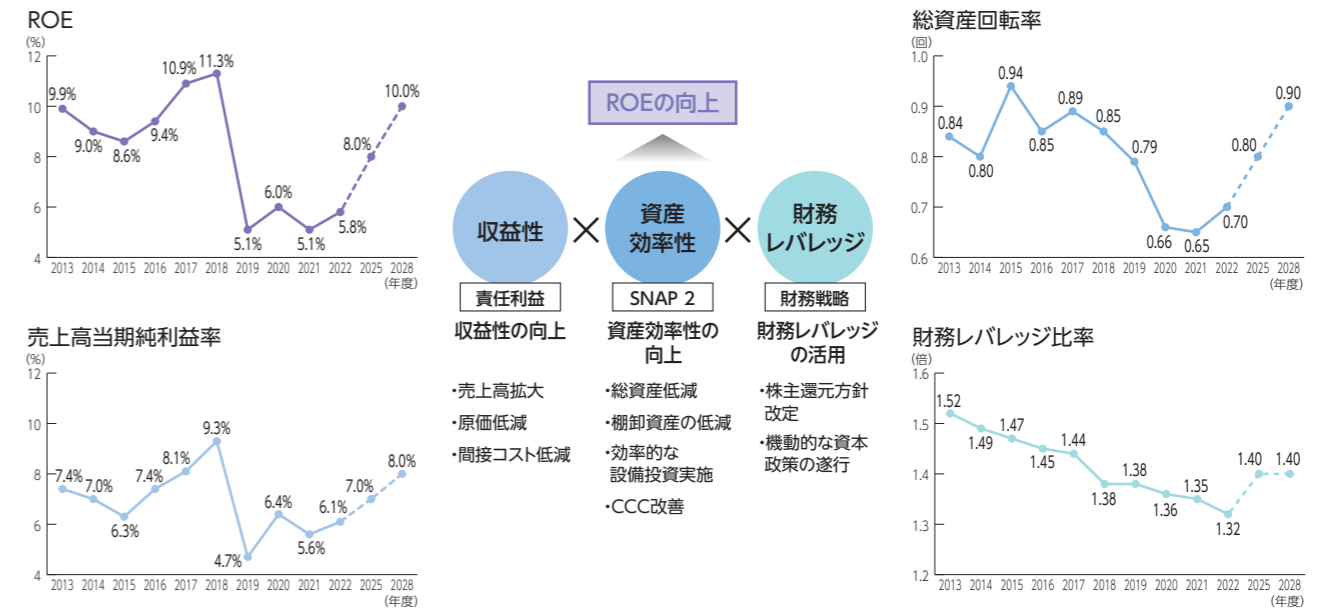 ROE
(%)
12
10
8
6
4
9.9%
9.0%
8.6%
9.4%
10.9%
11.3%
5.1%
6.0%
5.1%
5.8%
8.0%
10.0%
2013 2014 2015 2016 2017 2018 2019 2020 2021 2022 2025 2028
(年度)
売上高当期純利益率
(%)
12
10
8
6
4
7.4%
7.0%
6.3%
7.4%
8.1%
9.3%
4.7%
6.4%
5.6%
6.1%
7.0%
8.0%
2013 2014 2015 2016 2017 2018 2019 2020 2021 2022 2025 2028
(年度)
ROEの向上
収益性
×
資産
効率性
×
財務
レバレッジ
責任利益
収益性の向上
・売上高拡大
・原価低減
・間接コスト低減
SNAP 2
資産効率性の
向上
・総資産低減
・棚卸資産の低減
・効率的な
設備投資実施
・CCC改善
財務戦略
財務レバレッジ
の活用
・株主還元方針
改定
・機動的な資本
政策の遂行
総資産回転率
(回)
1.0
0.9
0.8
0.7
0.6
0.84
0.80
0.94
0.85
0.89
0.85
0.79
0.66
0.65
0.70
0.80
0.90
2013 2014 2015 2016 2017 2018 2019 2020 2021 2022 2025 2028
(年度)
財務レバレッジ比率
(倍)
1.6
1.5
1.4
1.3
1.2
1.52
1.49
1.47
1.45
1.44
1.38
1.38
1.36
1.35
1.32
1.40
1.40
2013 2014 2015 2016 2017 2018 2019 2020 2021 2022 2025 2028
(年度)